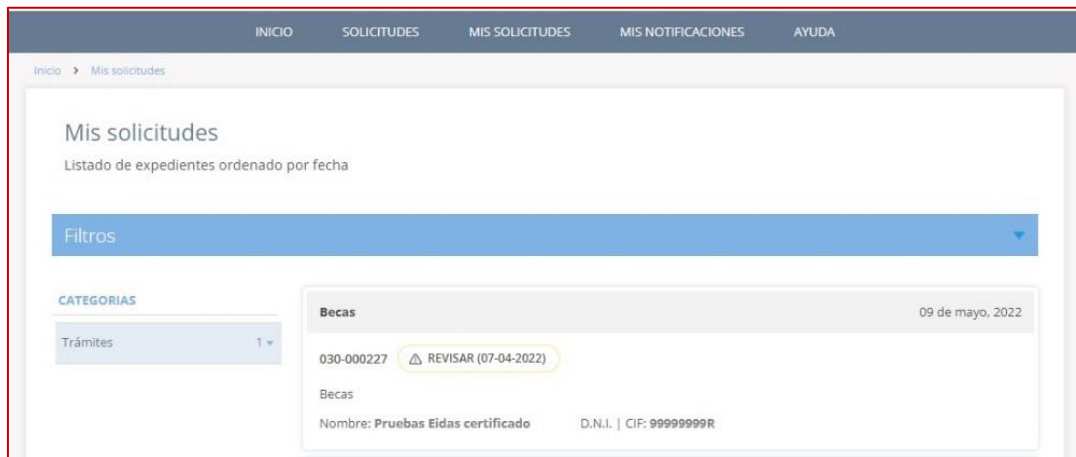 INICIO SOLICITUDES MIS SOLICITUDES MIS NOTIFICACIONES AYUDA
Inicio > Mis solicitudes
Mis solicitudes
Listado de expedientes ordenado por fecha
Filtros
CATEGORIAS
Trámites 1
Becas 09 de mayo, 2022
030-000227 REVISAR (07-04-2022)
Becas
Nombre: Pruebas Eidas certificado D.N.I. | CIF: 99999999R